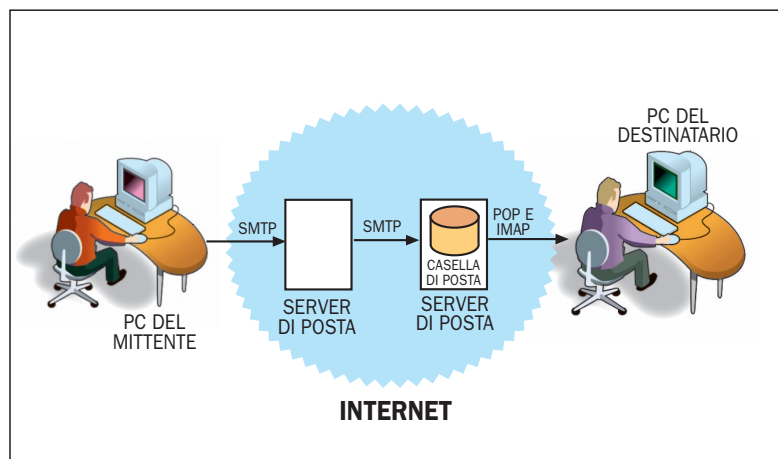 PC DEL
DESTINATARIO
SMTP
SMTP
POP E
IMAP
CASELLA
DI POSTA
SERVER
DI POSTA
SERVER
DI POSTA
PC DEL
MITTENTE
INTERNET